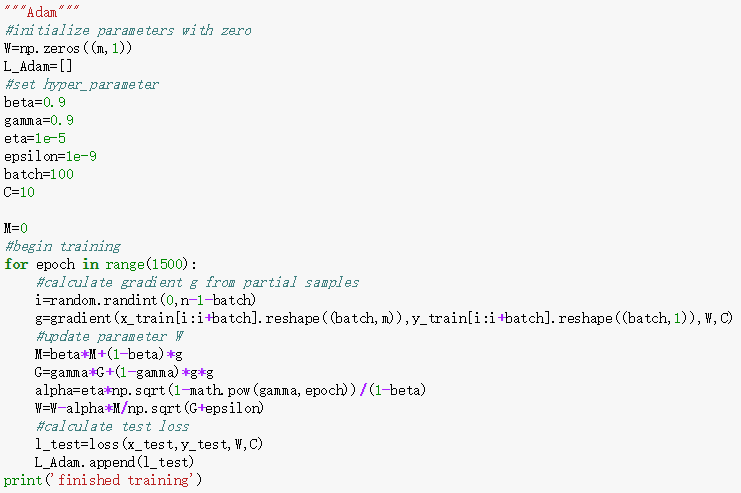 """Adam"""
#initialize parameters with zero
W=np.zeros((m,1))
L_Adam=[]
#set hyper_parameter
beta=0.9
gamma=0.9
eta=1e-5
epsilon=1e-9
batch=100
C=10
M=0
#begin training
for epoch in range(1500):
    #calculate gradient g from partial samples
    i=random.randint(0,n-1-batch)
    g=gradient(x_train[i:i+batch].reshape((batch,m)),y_train[i:i+batch].reshape((batch,1)),W,C)
    #update parameter W
    M=beta*M+(1-beta)*g
    G=gamma*G+(1-gamma)*g*g
    alpha=eta*np.sqrt(1-math.pow(gamma,epoch))/(1-beta)
    W=W-alpha*M/np.sqrt(G+epsilon)
    #calculate test loss
    l_test=loss(x_test,y_test,W,C)
    L_Adam.append(l_test)
print('finished training')